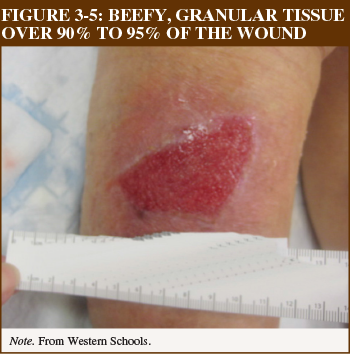 FIGURE 3-5: BEEFY, GRANULAR TISSUE
OVER 90% TO 95% OF THE WOUND
Note. From Western Schools.